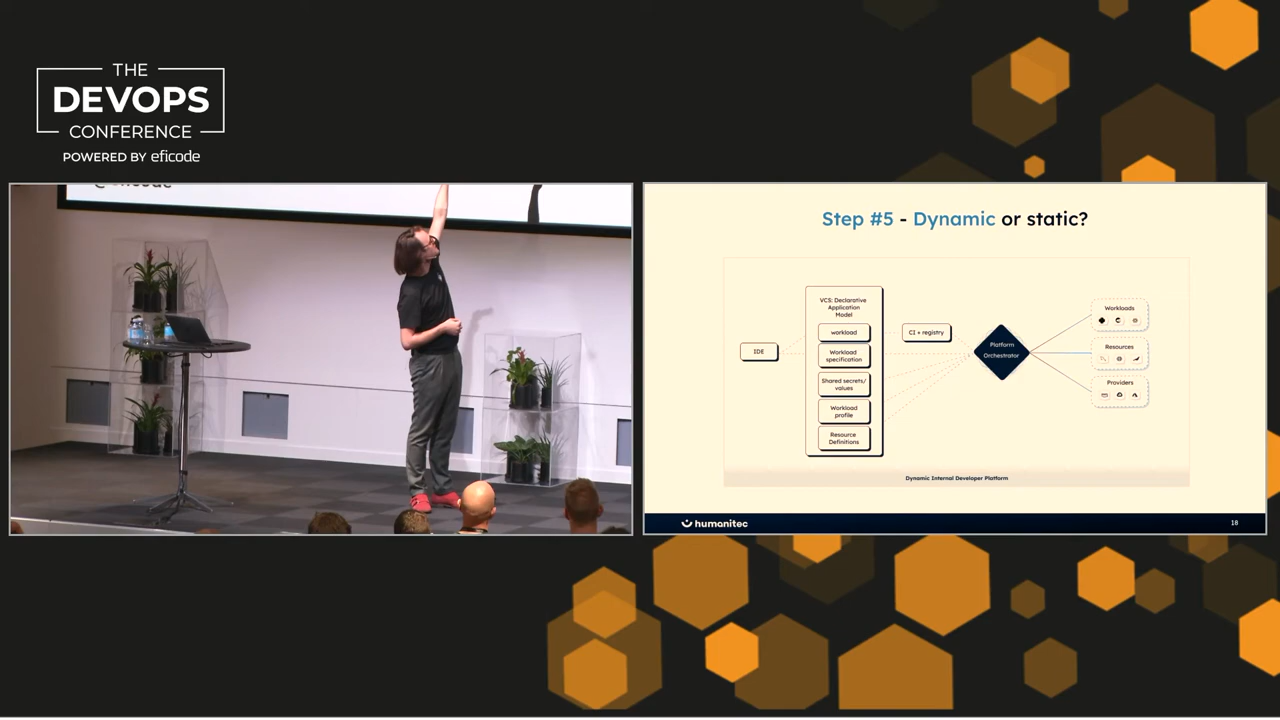 THE
DEVOPS
CONFERENCE
POWERED BY eficode
Step #5 - Dynamic or static?
IDE
VCS: Declarative
Application
Model
workload
Workload
specification
Shared secrets/
values
Workload
profile
Resource
Definitions
CI + registry
Platform
Orchestrator
Workloads
Resources
Providers
Dynamic Internal Developer Platform
humanitec
18